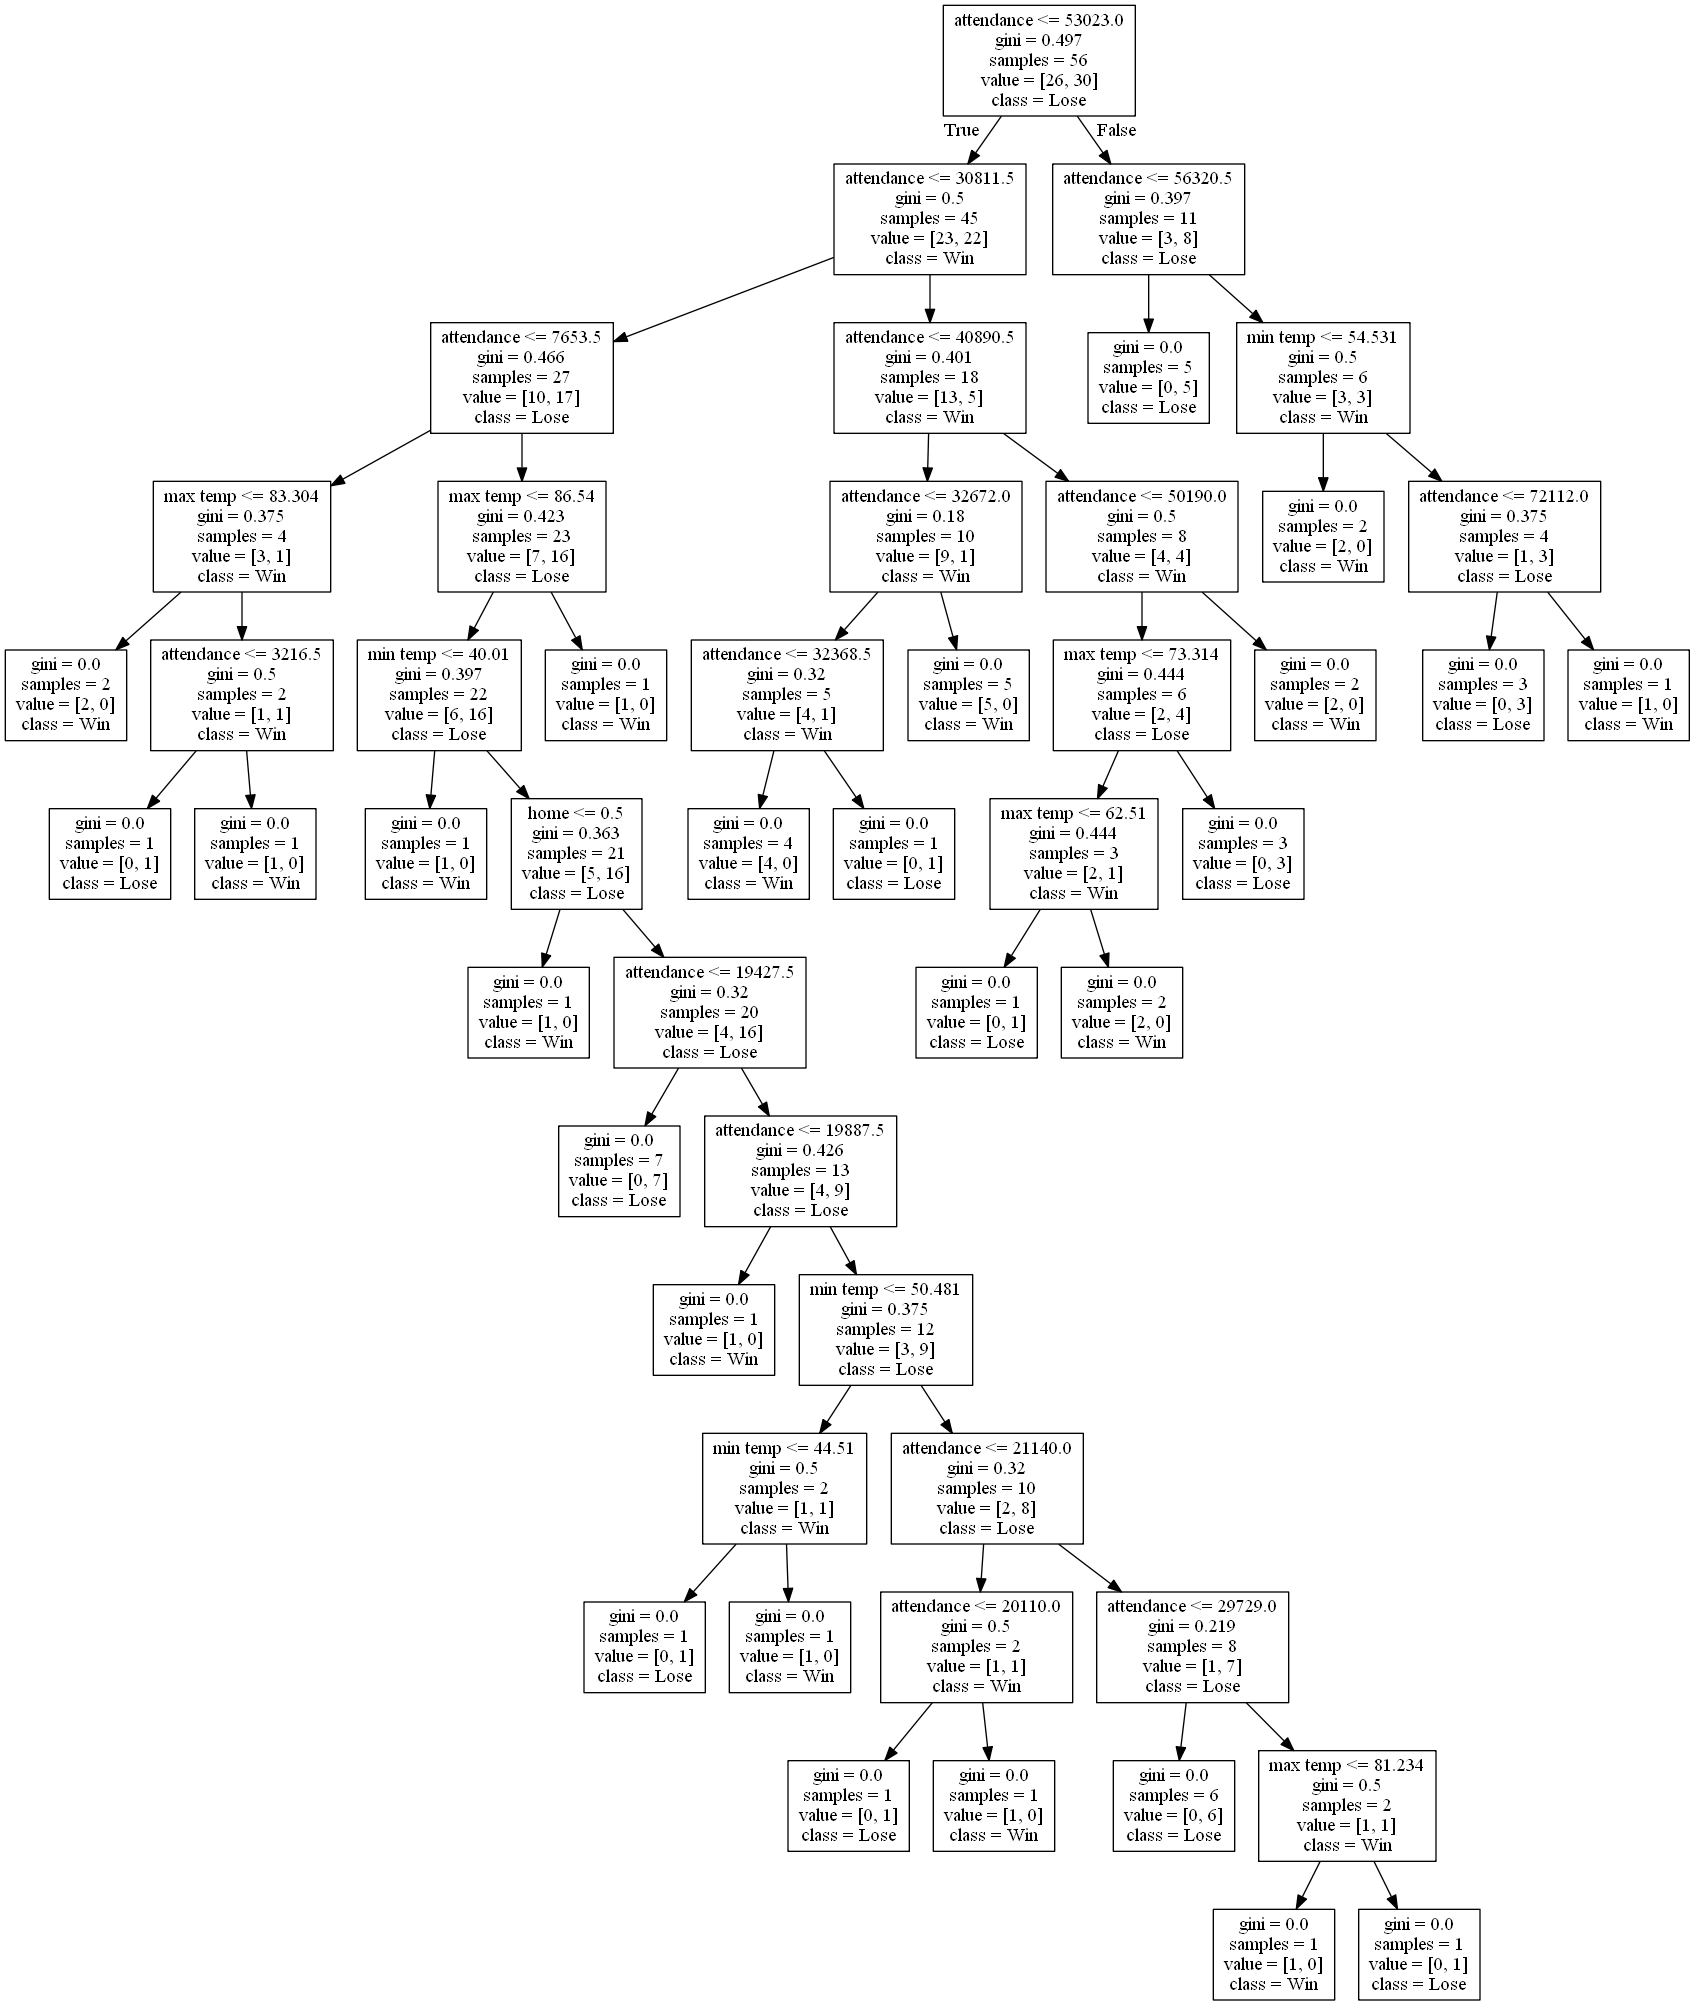 attendance <= 53023.0
gini = 0.497
samples = 56
value = [26, 30]
class = Lose
True
False
attendance <= 30811.5
gini = 0.5
samples = 45
value = [23, 22]
class = Win
attendance <= 56320.5
gini = 0.397
samples = 11
value = [3, 8]
class = Lose
attendance <= 7653.5
gini = 0.466
samples = 27
value = [10, 17]
class = Lose
attendance <= 40890.5
gini = 0.401
samples = 18
value = [13, 5]
class = Win
gini = 0.0
samples = 5
value = [0, 5]
class = Lose
min temp <= 54.531
gini = 0.5
samples = 6
value = [3, 3]
class = Win
max temp <= 83.304
gini = 0.375
samples = 4
value = [3, 1]
class = Win
max temp <= 86.54
gini = 0.423
samples = 23
value = [7, 16]
class = Lose
attendance <= 32672.0
gini = 0.18
samples = 10
value = [9, 1]
class = Win
attendance <= 50190.0
gini = 0.5
samples = 8
value = [4, 4]
class = Win
gini = 0.0
samples = 2
value = [2, 0]
class = Win
attendance <= 72112.0
gini = 0.375
samples = 4
value = [1, 3]
class = Lose
gini = 0.0
samples = 2
value = [2, 0]
class = Win
attendance <= 3216.5
gini = 0.5
samples = 2
value = [1, 1]
class = Win
min temp <= 40.01
gini = 0.397
samples = 22
value = [6, 16]
class = Lose
gini = 0.0
samples = 1
value = [1, 0]
class = Win
attendance <= 32368.5
gini = 0.32
samples = 5
value = [4, 1]
class = Win
gini = 0.0
samples = 5
value = [5, 0]
class = Win
max temp <= 73.314
gini = 0.444
samples = 6
value = [2, 4]
class = Lose
gini = 0.0
samples = 2
value = [2, 0]
class = Win
gini = 0.0
samples = 3
value = [0, 3]
class = Lose
gini = 0.0
samples = 1
value = [1, 0]
class = Win
gini = 0.0
samples = 1
value = [0, 1]
class = Lose
gini = 0.0
samples = 1
value = [1, 0]
class = Win
gini = 0.0
samples = 1
value = [1, 0]
class = Win
home <= 0.5
gini = 0.363
samples = 21
value = [5, 16]
class = Lose
gini = 0.0
samples = 4
value = [4, 0]
class = Win
gini = 0.0
samples = 1
value = [0, 1]
class = Lose
max temp <= 62.51
gini = 0.444
samples = 3
value = [2, 1]
class = Win
gini = 0.0
samples = 3
value = [0, 3]
class = Lose
gini = 0.0
samples = 1
value = [1, 0]
class = Win
attendance <= 19427.5
gini = 0.32
samples = 20
value = [4, 16]
class = Lose
gini = 0.0
samples = 1
value = [0, 1]
class = Lose
gini = 0.0
samples = 2
value = [2, 0]
class = Win
gini = 0.0
samples = 7
value = [0, 7]
class = Lose
attendance <= 19887.5
gini = 0.426
samples = 13
value = [4, 9]
class = Lose
gini = 0.0
samples = 1
value = [1, 0]
class = Win
min temp <= 50.481
gini = 0.375
samples = 12
value = [3, 9]
class = Lose
min temp <= 44.51
gini = 0.5
samples = 2
value = [1, 1]
class = Win
attendance <= 21140.0
gini = 0.32
samples = 10
value = [2, 8]
class = Lose
gini = 0.0
samples = 1
value = [0, 1]
class = Lose
gini = 0.0
samples = 1
value = [1, 0]
class = Win
attendance <= 20110.0
gini = 0.5
samples = 2
value = [1, 1]
class = Win
attendance <= 29729.0
gini = 0.219
samples = 8
value = [1, 7]
class = Lose
gini = 0.0
samples = 1
value = [0, 1]
class = Lose
gini = 0.0
samples = 1
value = [1, 0]
class = Win
gini = 0.0
samples = 6
value = [0, 6]
class = Lose
max temp <= 81.234
gini = 0.5
samples = 2
value = [1, 1]
class = Win
gini = 0.0
samples = 1
value = [1, 0]
class = Win
gini = 0.0
samples = 1
value = [0, 1]
class = Lose